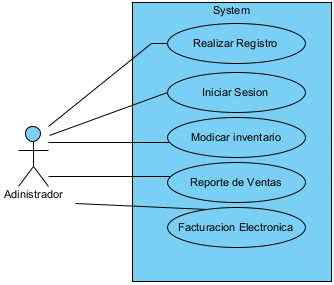 System
Realizar Registro
Iniciar Sesion
Modicar inventario
Adinistrador
Reporte de Ventas
Facturacion Electronica